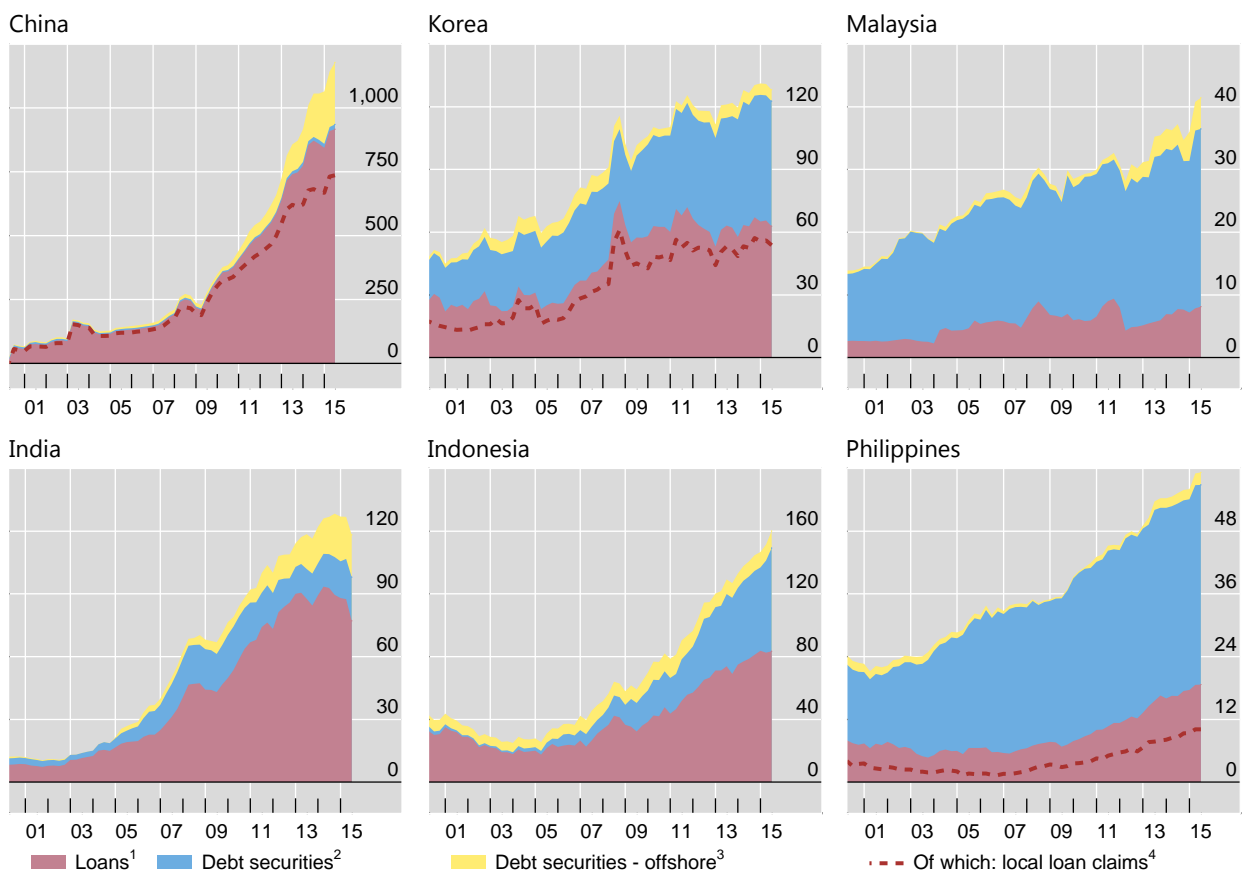 China
1,000
750
500
250
0
01 03 05 07 09 11 13 15
Korea
120
90
60
30
0
01 03 05 07 09 11 13 15
Malaysia
40
30
20
10
0
01 03 05 07 09 11 13 15
India
120
90
60
30
0
01 03 05 07 09 11 13 15
Indonesia
160
120
80
40
0
01 03 05 07 09 11 13 15
Philippines
48
36
24
12
0
01 03 05 07 09 11 13 15
Loans¹ Debt securities² Debt securities - offshore³ Of which: local loan claims⁴